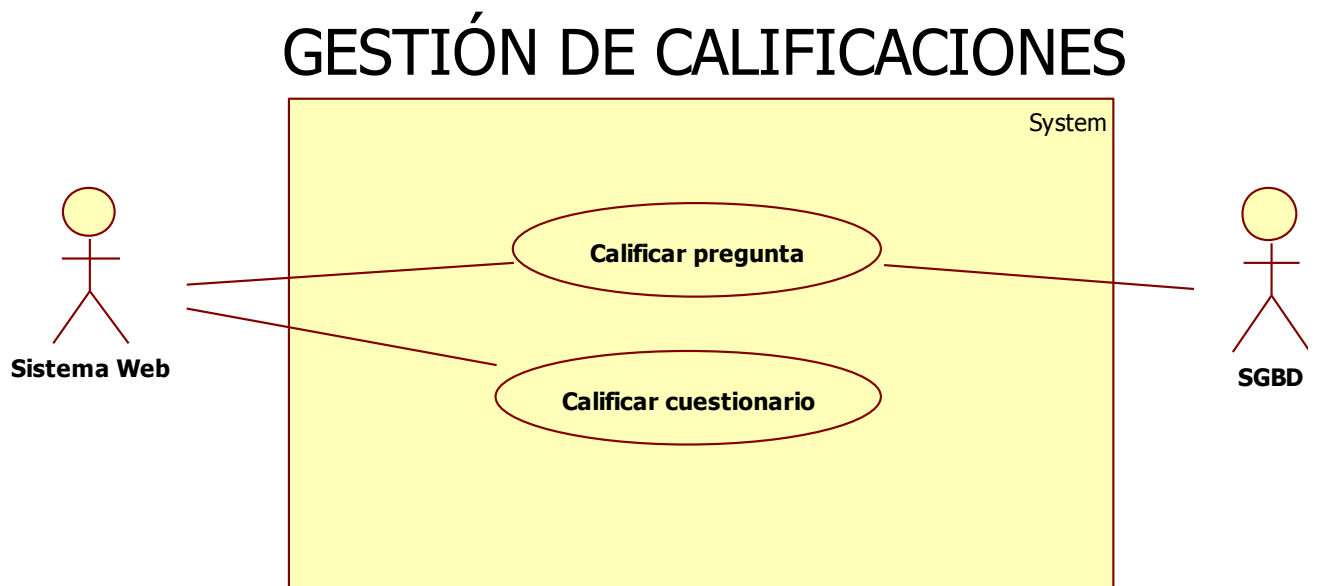 GESTIÓN DE CALIFICACIONES
System
Calificar pregunta
Sistema Web
SGBD
Calificar cuestionario